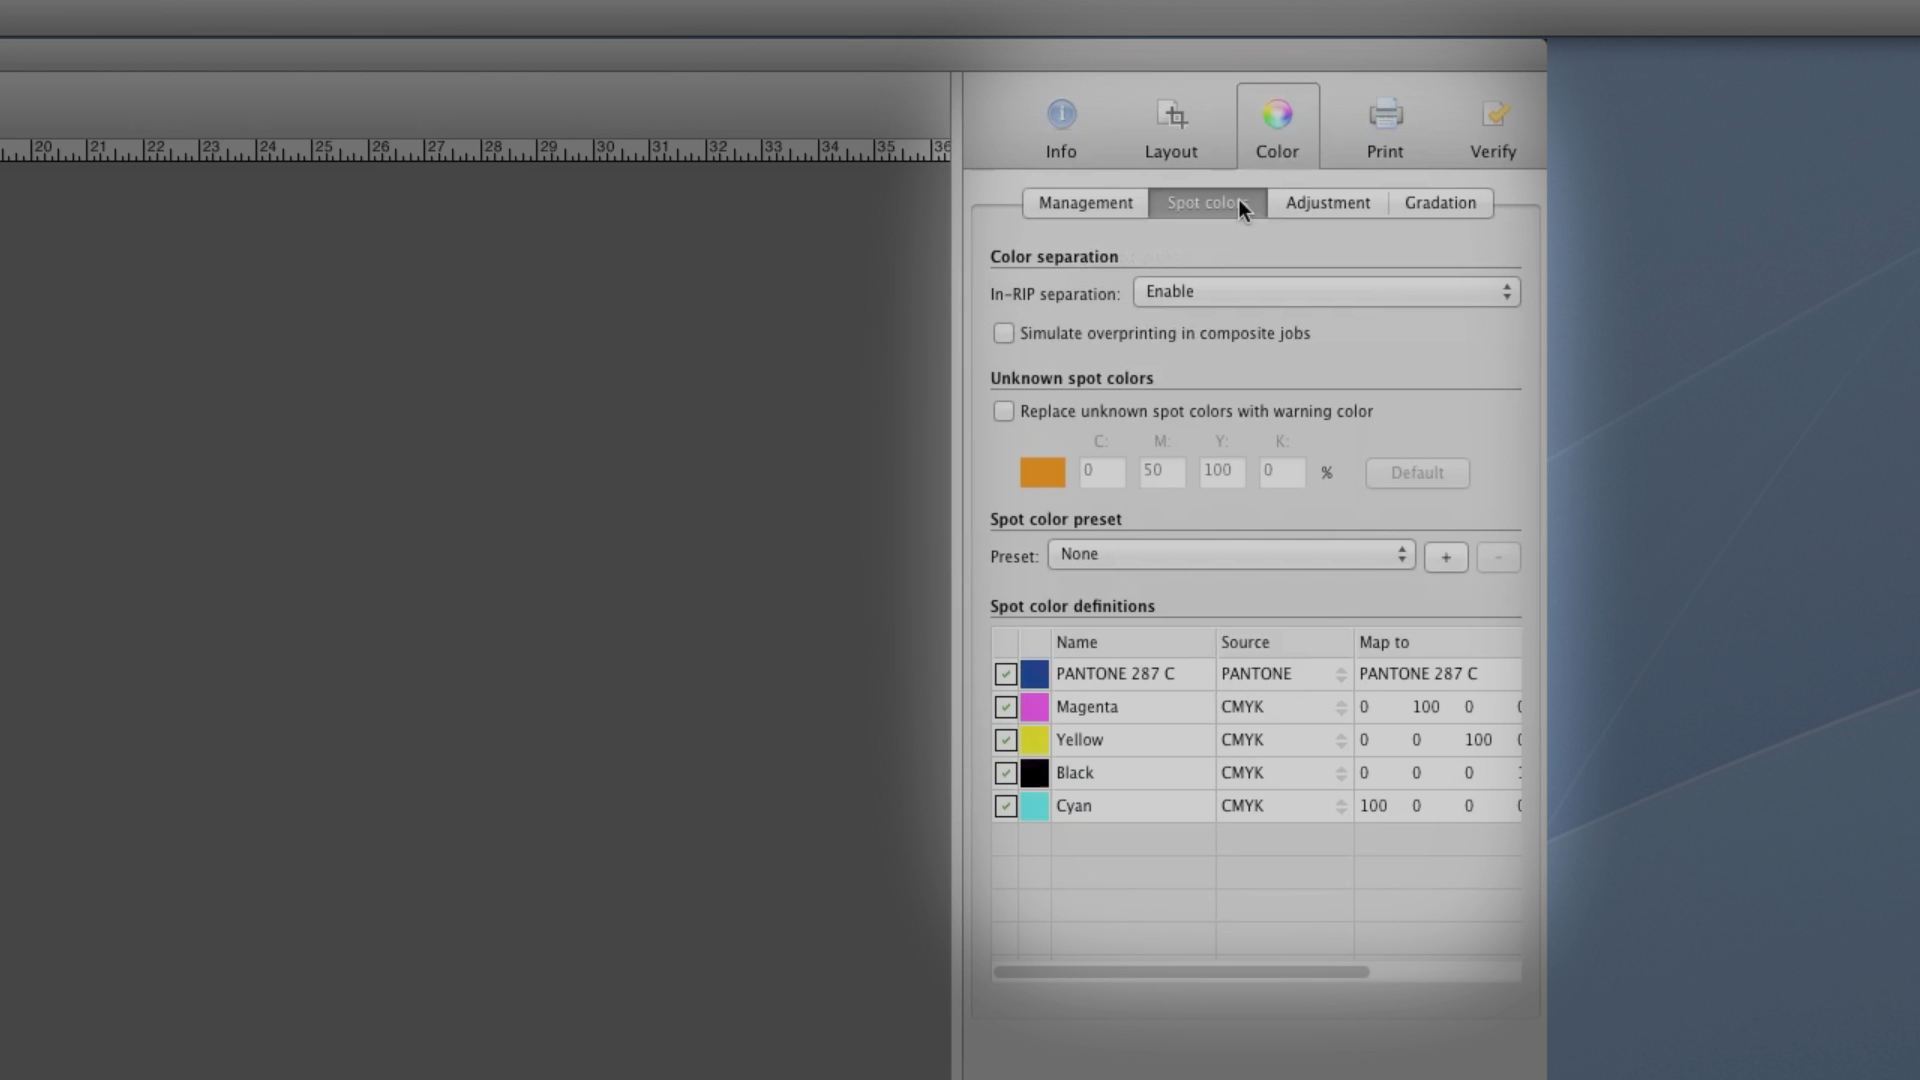 20 21 22 23 24 25 26 27 28 29 30 31 32 33 34 35 36
Info Layout Color Print Verify
Management Spot colors Adjustment Gradation
Color separation
In-RIP separation: Enable
Simulate overprinting in composite jobs
Unknown spot colors
Replace unknown spot colors with warning color
C: M: Y: K:
0 50 100 0 % Default
Spot color preset
Preset: None + -
Spot color definitions
Name Source Map to
PANTONE 287 C PANTONE PANTONE 287 C
Magenta CMYK 0 100 0
Yellow CMYK 0 0 100
Black CMYK 0 0 0
Cyan CMYK 100 0 0